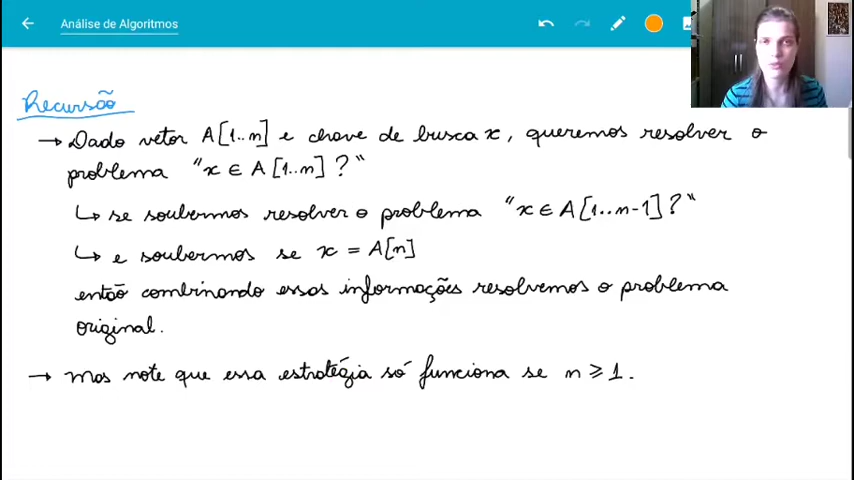 Análise de Algoritmos
Recursão
→ Dado vetor A[1..n] e chave de busca x, queremos resolver o
problema "x ∈ A[1..n]?"
↳ se soubermos resolver o problema "x ∈ A[1..n-1]?"
↳ e soubermos se x = A[n]
então combinando essas informações resolvemos o problema
original.
→ Mas note que essa estratégia só funciona se n ≥ 1.